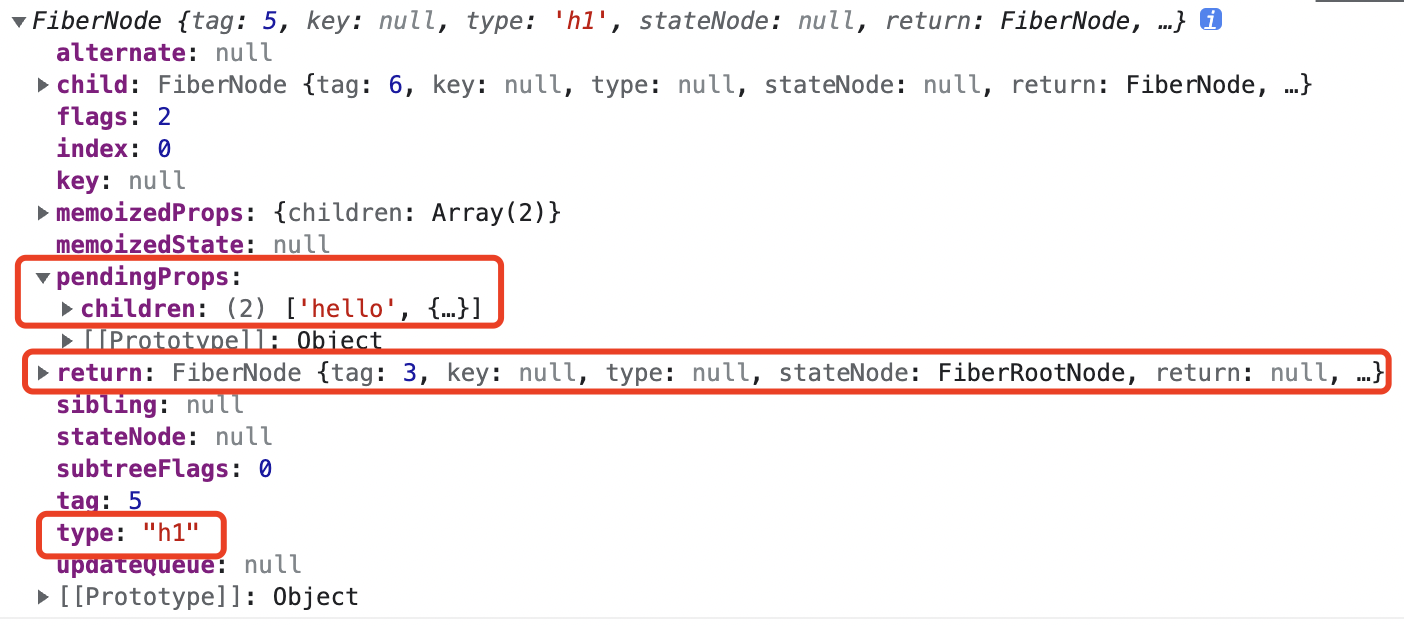 ▼FiberNode {tag: 5, key: null, type: 'h1', stateNode: null, return: FiberNode, …} i
alternate: null
▶child: FiberNode {tag: 6, key: null, type: null, stateNode: null, return: FiberNode, …}
flags: 2
index: 0
key: null
▶memoizedProps: {children: Array(2)}
memoizedState: null
▼pendingProps:
▶children: (2) ['hello', {…}]
▶[[Prototype]]: Object
▶return: FiberNode {tag: 3, key: null, type: null, stateNode: FiberRootNode, return: null, …}
sibling: null
stateNode: null
subtreeFlags: 0
tag: 5
type: "h1"
updateQueue: null
▶[[Prototype]]: Object